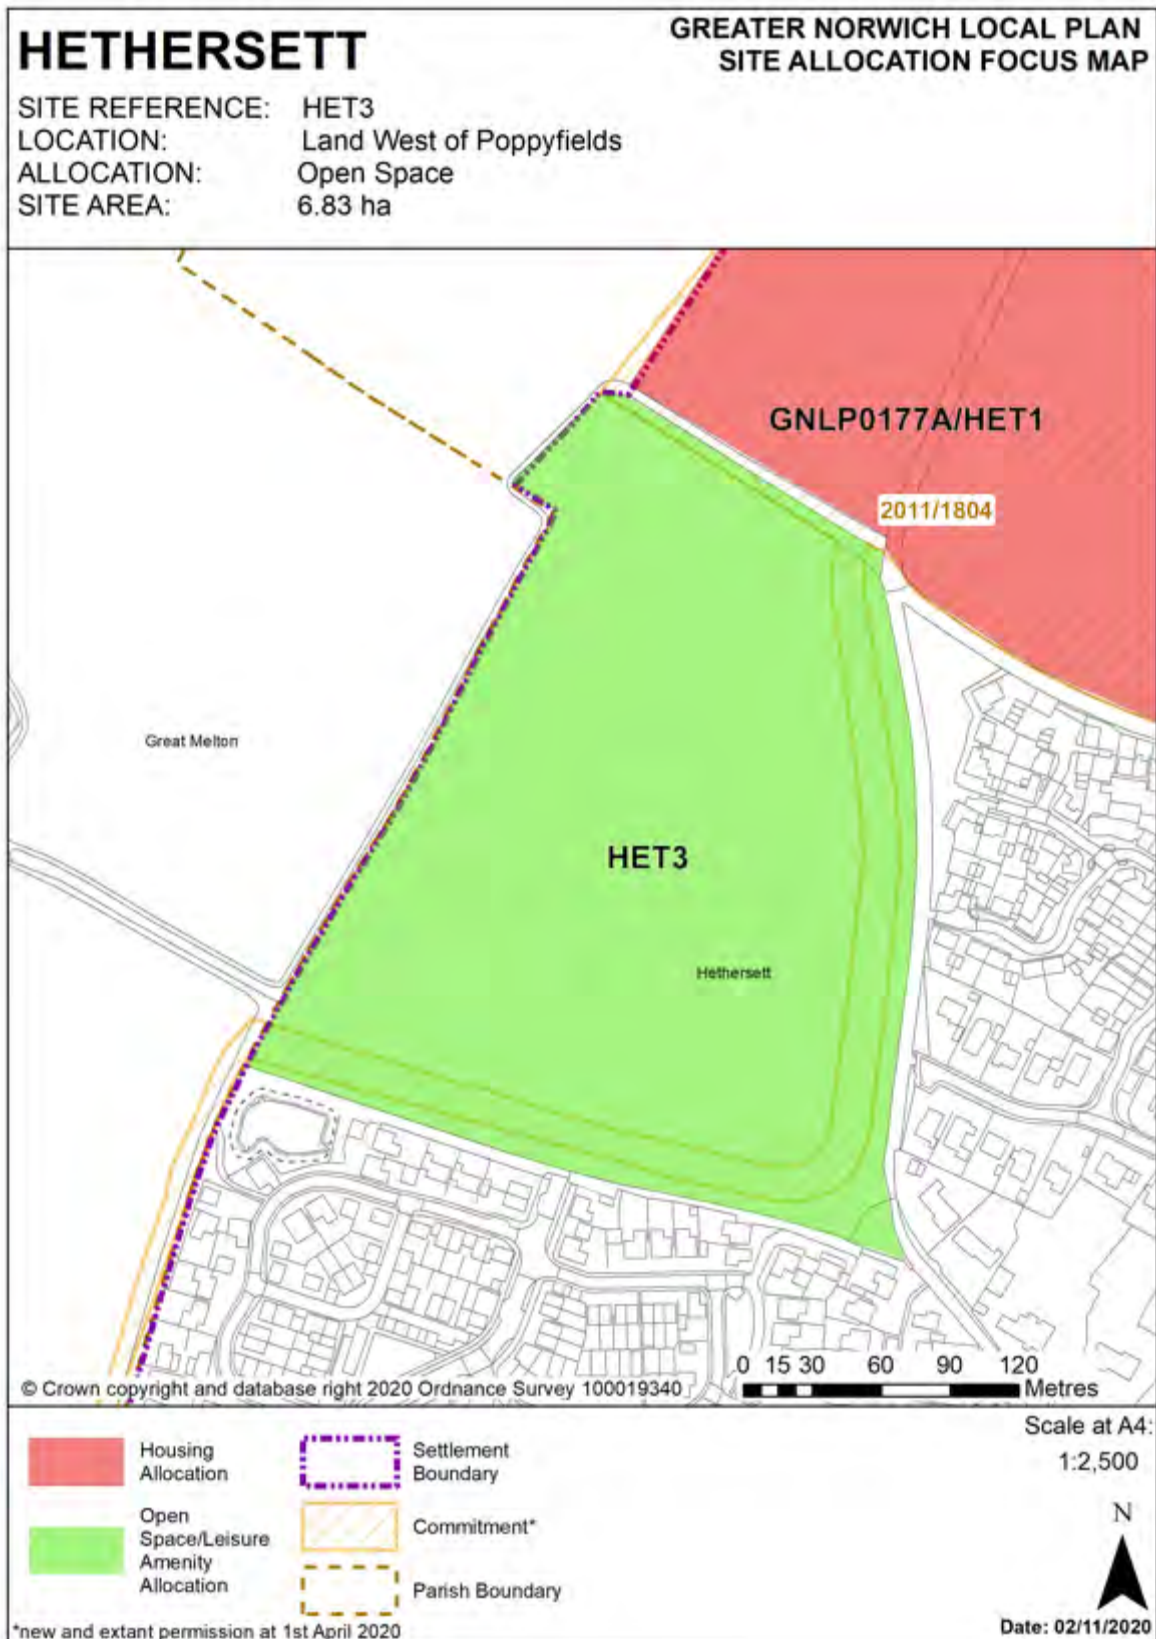 HETHERSETT
GREATER NORWICH LOCAL PLAN
SITE ALLOCATION FOCUS MAP
SITE REFERENCE: HET3
LOCATION: Land West of Poppyfields
ALLOCATION: Open Space
SITE AREA: 6.83 ha
GNLP0177A/HET1
2011/1804
Great Melton
HET3
Hethersett
0 15 30 60 90 120
Metres
© Crown copyright and database right 2020 Ordnance Survey 100019340
Housing
Allocation
Open
Space/Leisure
Amenity
Allocation
Settlement
Boundary
Commitment*
Parish Boundary
Scale at A4:
1:2,500
N
*new and extant permission at 1st April 2020
Date: 02/11/2020